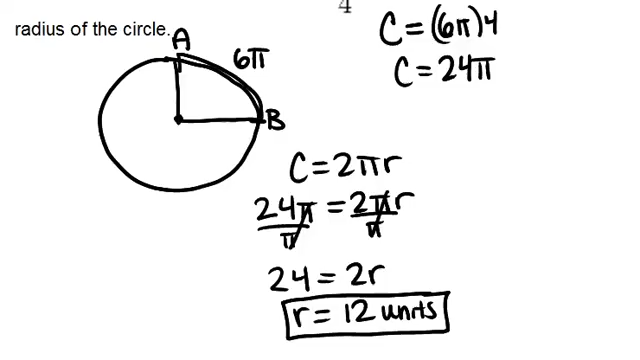 4
radius of the circle.
A
6π
B
C = (6π)4
C = 24π
C = 2πr
24π/π = 2πr/π
24 = 2r
r = 12 units